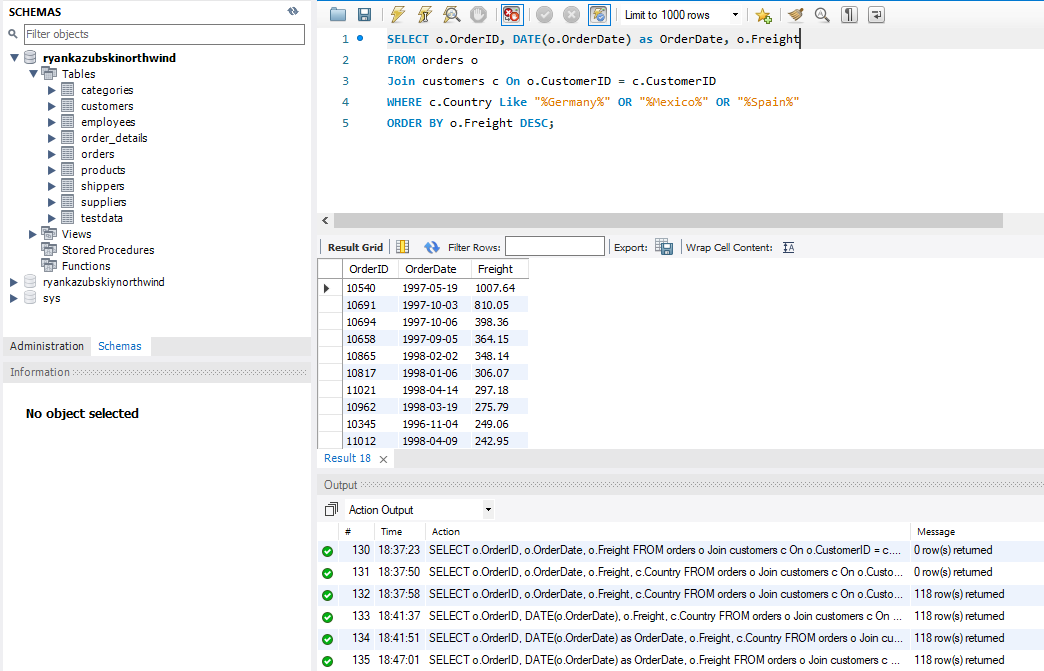 SCHEMAS
Filter objects
ryankazubskinorthwind
Tables
categories
customers
employees
order_details
orders
products
shippers
suppliers
testdata
Views
Stored Procedures
Functions
ryankazubskiynorthwind
sys
Administration Schemas
Information
No object selected
Limit to 1000 rows
1 SELECT o.OrderID, DATE(o.OrderDate) as OrderDate, o.Freight
2 FROM orders o
3 Join customers c On o.CustomerID = c.CustomerID
4 WHERE c.Country Like "%Germany%" OR "%Mexico%" OR "%Spain%"
5 ORDER BY o.Freight DESC;
Result Grid Filter Rows: Export: Wrap Cell Content: IA
OrderID OrderDate Freight
10540 1997-05-19 1007.64
10691 1997-10-03 810.05
10694 1997-10-06 398.36
10658 1997-09-05 364.15
10865 1998-02-02 348.14
10817 1998-01-06 306.07
11021 1998-04-14 297.18
10962 1998-03-19 275.79
10345 1996-11-04 249.06
11012 1998-04-09 242.95
Result 18
Output
Action Output
# Time Action Message
130 18:37:23 SELECT o.OrderID, o.OrderDate, o.Freight FROM orders o Join customers c On o.CustomerID = c.... 0 row(s) returned
131 18:37:50 SELECT o.OrderID, o.OrderDate, o.Freight, c.Country FROM orders o Join customers c On o.Custo... 0 row(s) returned
132 18:37:58 SELECT o.OrderID, o.OrderDate, o.Freight, c.Country FROM orders o Join customers c On o.Custo... 118 row(s) returned
133 18:41:37 SELECT o.OrderID, DATE(o.OrderDate), o.Freight, c.Country FROM orders o Join customers c On ... 118 row(s) returned
134 18:41:51 SELECT o.OrderID, DATE(o.OrderDate) as OrderDate, o.Freight, c.Country FROM orders o Join cu... 118 row(s) returned
135 18:47:01 SELECT o.OrderID, DATE(o.OrderDate) as OrderDate, o.Freight FROM orders o Join customers c ... 118 row(s) returned